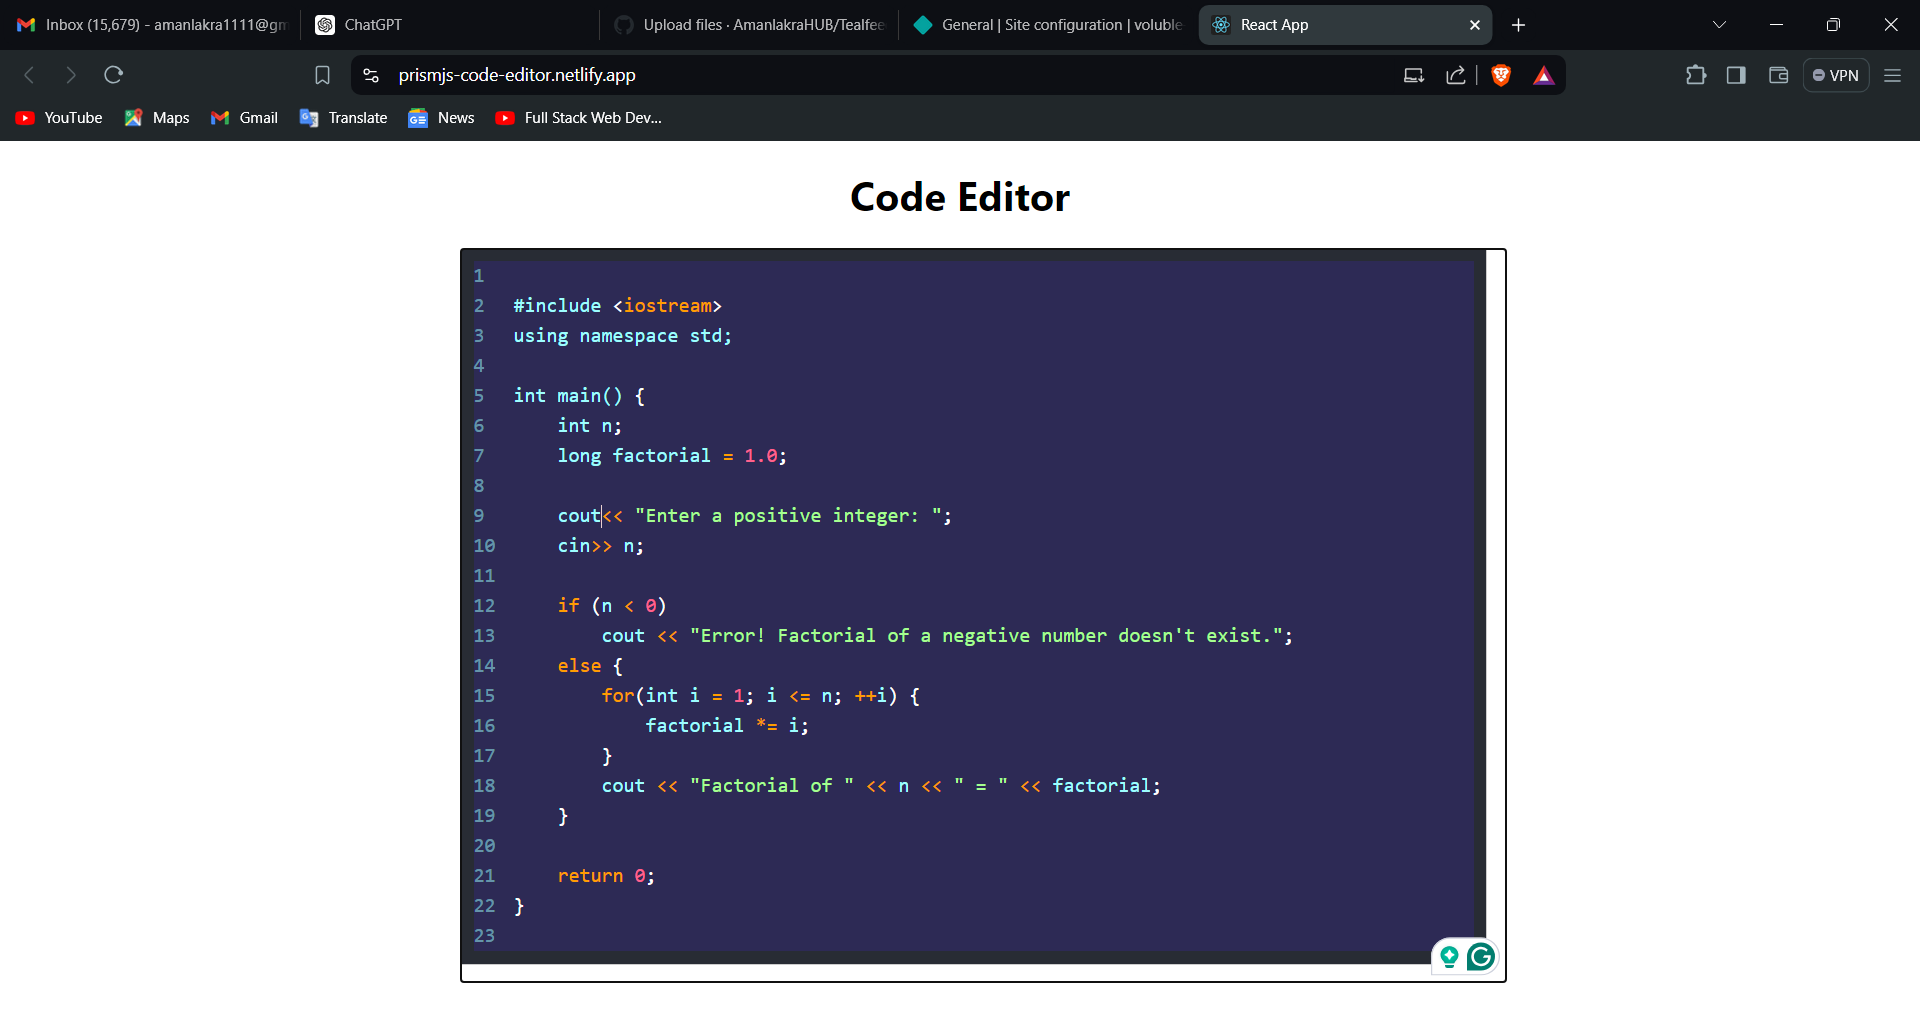 Inbox (15,679) - amanlakra1111@gm
ChatGPT
Upload files · AmanlakraHUB/Tealfee
General | Site configuration | voluble
React App
prismjs-code-editor.netlify.app
VPN
YouTube
Maps
Gmail
Translate
News
Full Stack Web Dev...
Code Editor
1
2 #include <iostream>
3 using namespace std;
4
5 int main() {
6     int n;
7     long factorial = 1.0;
8
9     cout<< "Enter a positive integer: ";
10     cin>> n;
11
12     if (n < 0)
13         cout << "Error! Factorial of a negative number doesn't exist.";
14     else {
15         for(int i = 1; i <= n; ++i) {
16             factorial *= i;
17         }
18         cout << "Factorial of " << n << " = " << factorial;
19     }
20
21     return 0;
22 }
23